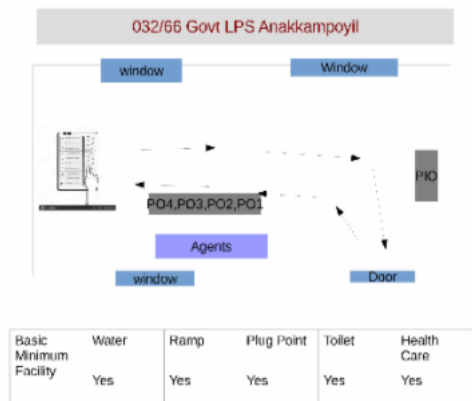 032/66 Govt LPS Anakkampoyil
window
Window
PIO
PO4,PO3,PO2,PO1
Agents
window
Door
Basic Minimum Facility
Water
Ramp
Plug Point
Toilet
Health Care
Yes
Yes
Yes
Yes
Yes